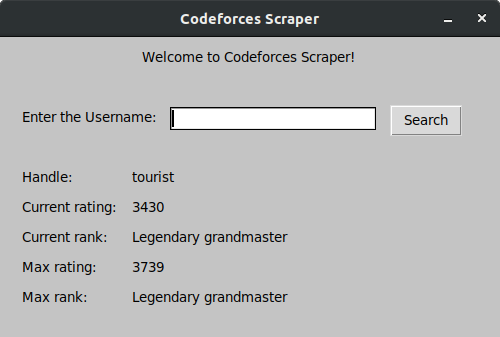 Codeforces Scraper
Welcome to Codeforces Scraper!
Enter the Username: Search
Handle: tourist
Current rating: 3430
Current rank: Legendary grandmaster
Max rating: 3739
Max rank: Legendary grandmaster